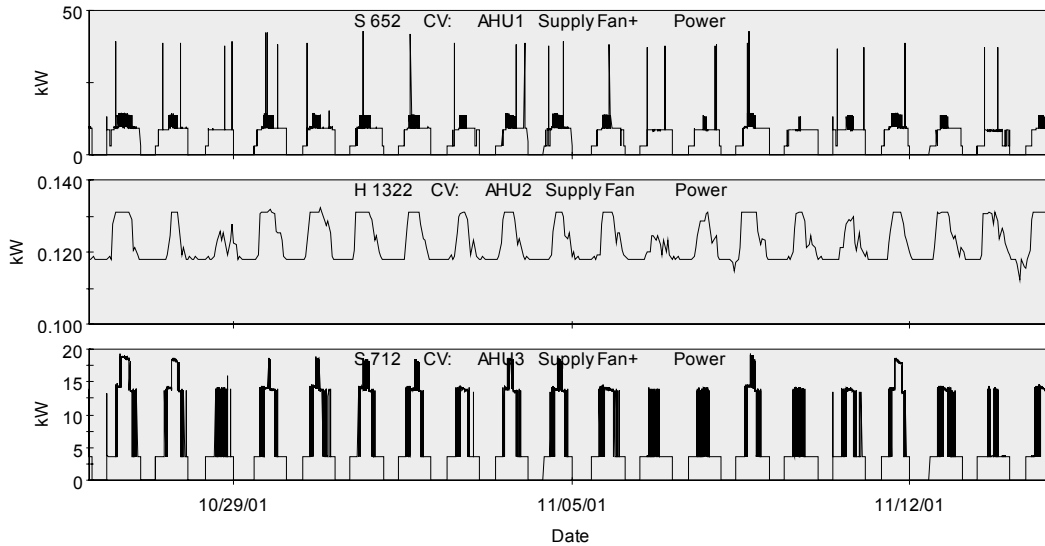 50
S 652 CV: AHU1 Supply Fan+ Power
kW
0
0.140
H 1322 CV: AHU2 Supply Fan Power
kW
0.120
0.100
20
S 712 CV: AHU3 Supply Fan+ Power
15
kW
10
5
0
10/29/01 11/05/01 11/12/01
Date